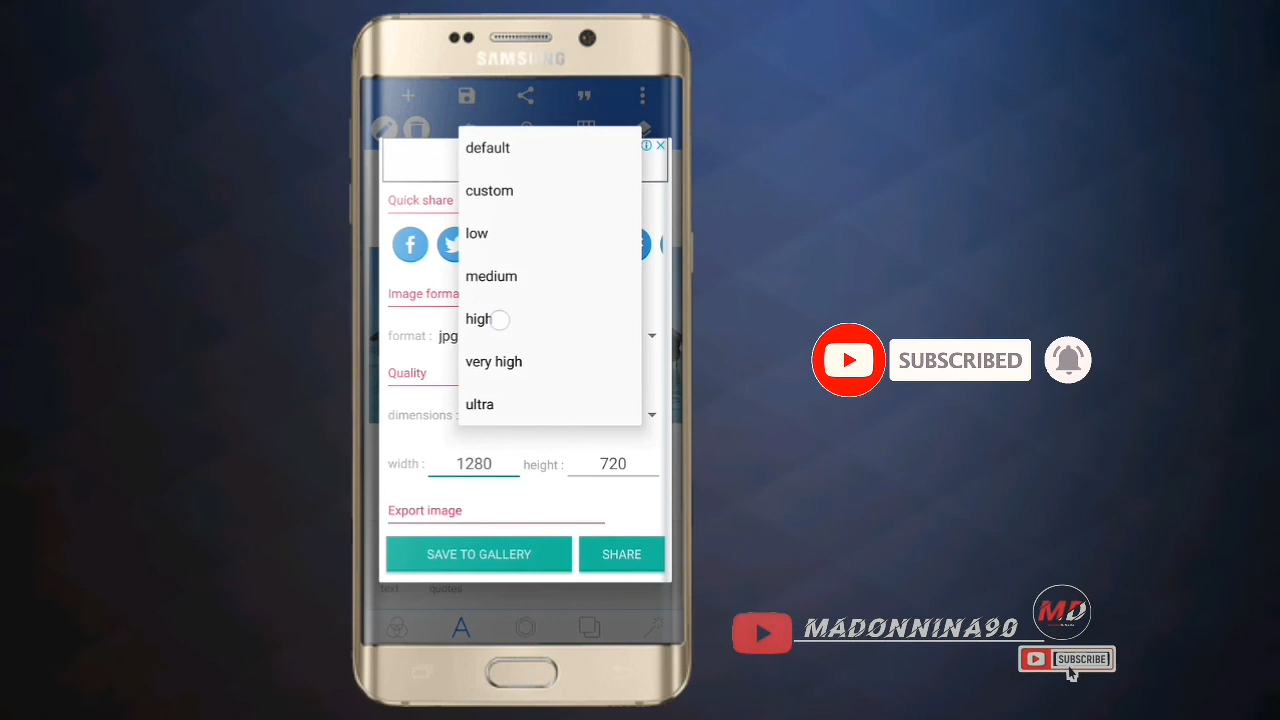 SAMSUNG
default
custom
low
medium
high
very high
ultra
Quick share
Image forma
format : jpg
Quality
dimensions :
width : 1280 height : 720
Export image
SAVE TO GALLERY SHARE
text quotes
SUBSCRIBED
MADONNINA90
MD
SUBSCRIBE